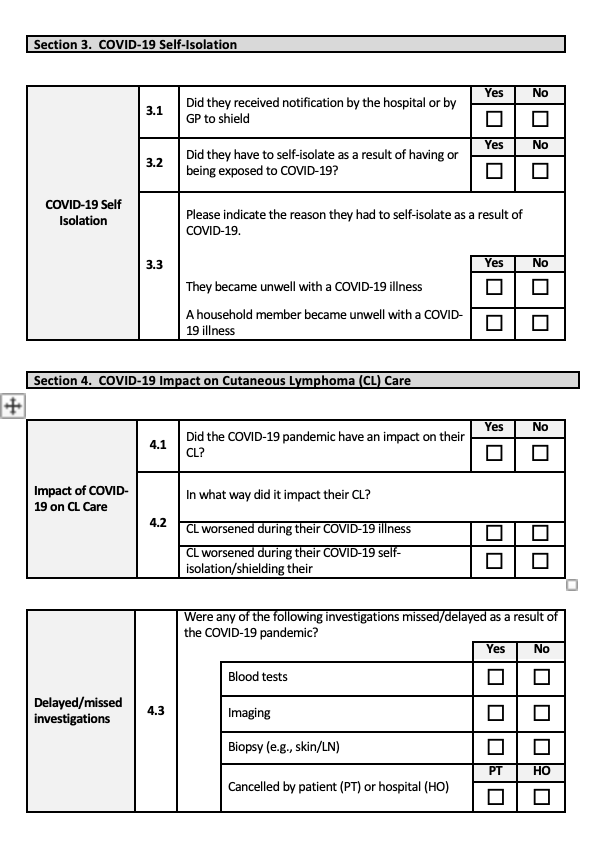 Section 3.  COVID-19 Self-Isolation
COVID-19 Self
Isolation
3.1
Did they received notification by the hospital or by
GP to shield
Yes No
3.2
Did they have to self-isolate as a result of having or
being exposed to COVID-19?
Yes No
3.3
Please indicate the reason they had to self-isolate as a result of
COVID-19.
Yes No
They became unwell with a COVID-19 illness
A household member became unwell with a COVID-
19 illness
Section 4.  COVID-19 Impact on Cutaneous Lymphoma (CL) Care
Impact of COVID-
19 on CL Care
4.1
Did the COVID-19 pandemic have an impact on their
CL?
Yes No
4.2
In what way did it impact their CL?
CL worsened during their COVID-19 illness
CL worsened during their COVID-19 self-
isolation/shielding their
Delayed/missed
investigations
4.3
Were any of the following investigations missed/delayed as a result of
the COVID-19 pandemic?
Yes No
Blood tests
Imaging
Biopsy (e.g., skin/LN)
Cancelled by patient (PT) or hospital (HO)
PT HO